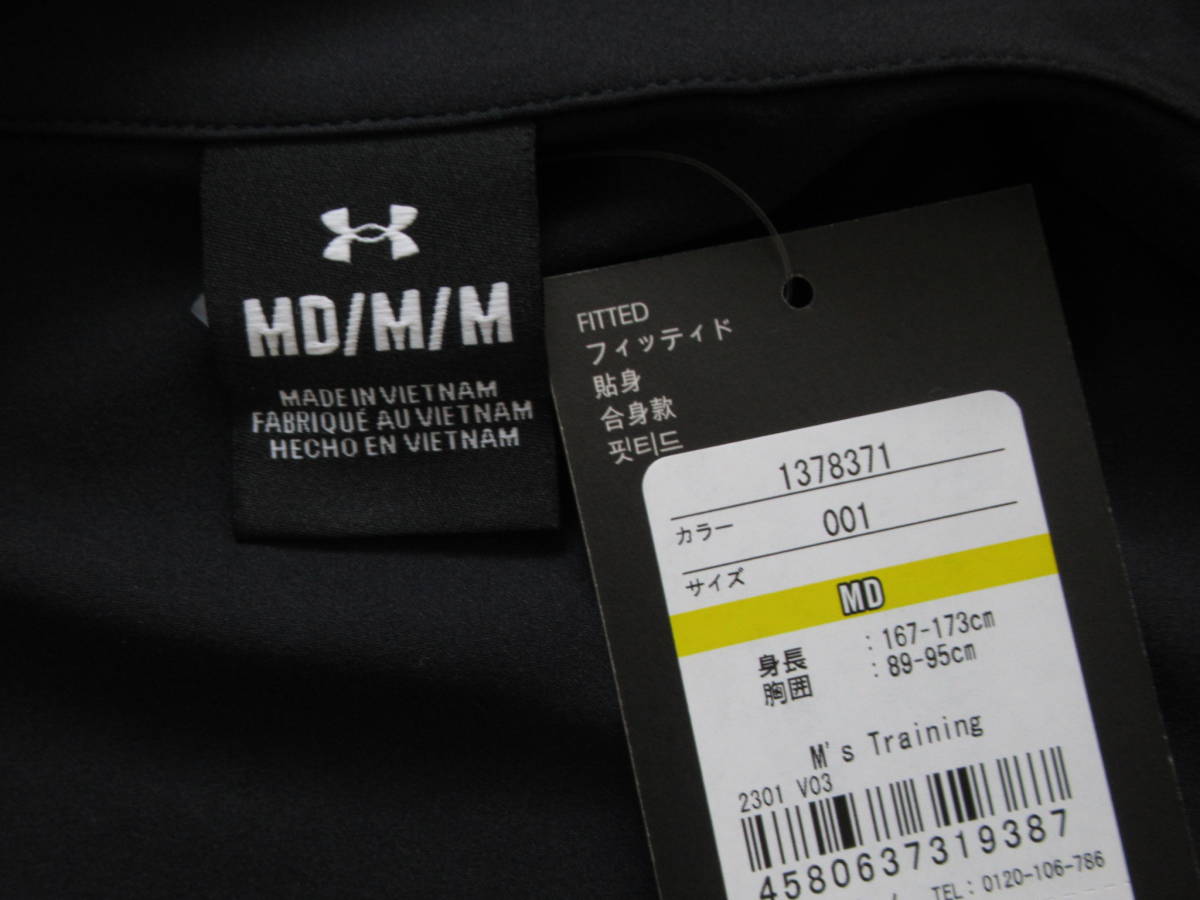 MD/M/M
MADE IN VIETNAM
FABRIQUÉ AU VIETNAM
HECHO EN VIETNAM
FITTED
フィッティド
貼身
合身款
핏티드
1378371
カラー 001
サイズ
MD
身長 : 167-173cm
胸囲 : 89-95cm
M's Training
2301 V03
4580637319387
TEL: 0120-106-786